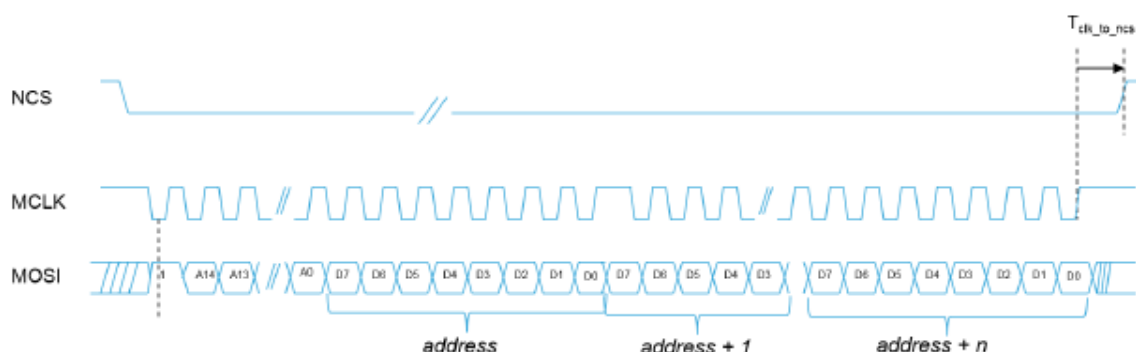 T_clk_to_ncs
NCS
MCLK
MOSI 1 A14 A13 A0 D7 D6 D5 D4 D3 D2 D1 D0 D7 D6 D5 D4 D3 D7 D6 D5 D4 D3 D2 D1 D0
address address + 1 address + n